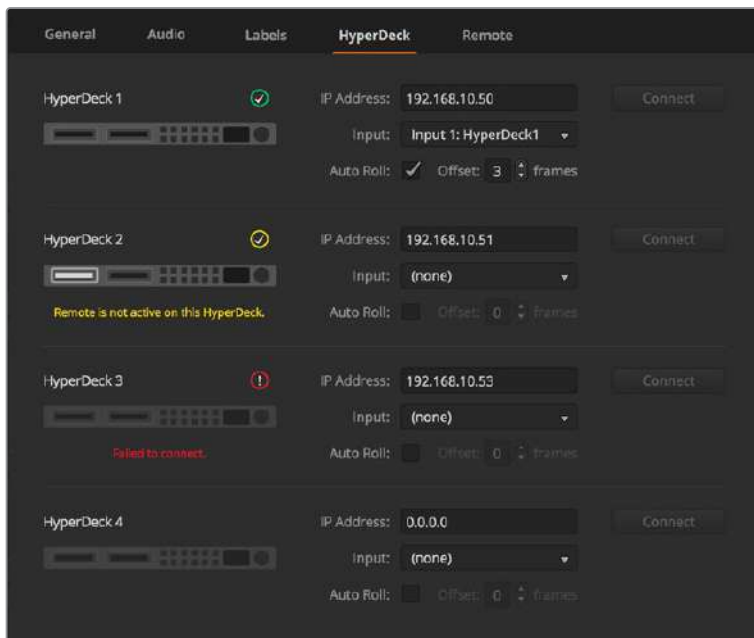 General Audio Labels HyperDeck Remote
HyperDeck 1 IP Address: 192.168.10.50 Connect
Input: Input 1: HyperDeck1
Auto Roll: Offset: 3 frames
HyperDeck 2 IP Address: 192.168.10.51 Connect
Input: (none)
Remote is not active on this HyperDeck. Auto Roll: Offset: 0 frames
HyperDeck 3 IP Address: 192.168.10.53 Connect
Input: (none)
Failed to connect. Auto Roll: Offset: 0 frames
HyperDeck 4 IP Address: 0.0.0.0 Connect
Input: (none)
Auto Roll: Offset: 0 frames